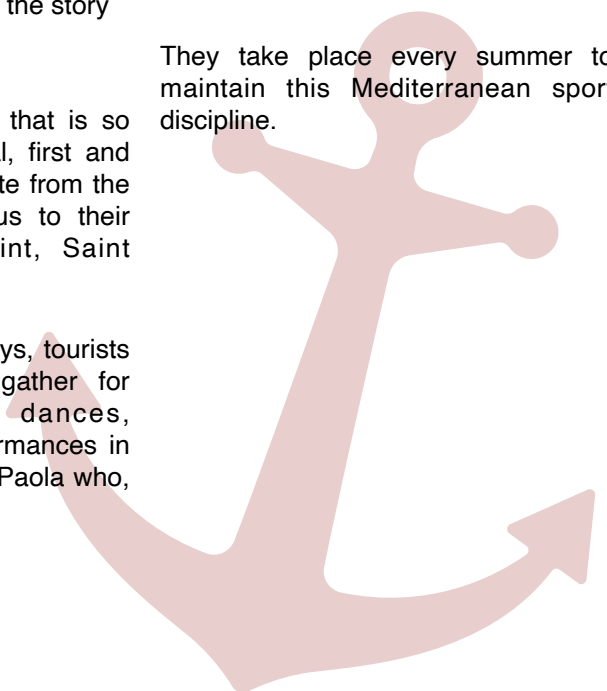 the story
that is so
l, first and
te from the
us to their
int, Saint
ys, tourists
gather for
dances,
rmances in
Paola who,
They take place every summer to
maintain this Mediterranean sport
discipline.